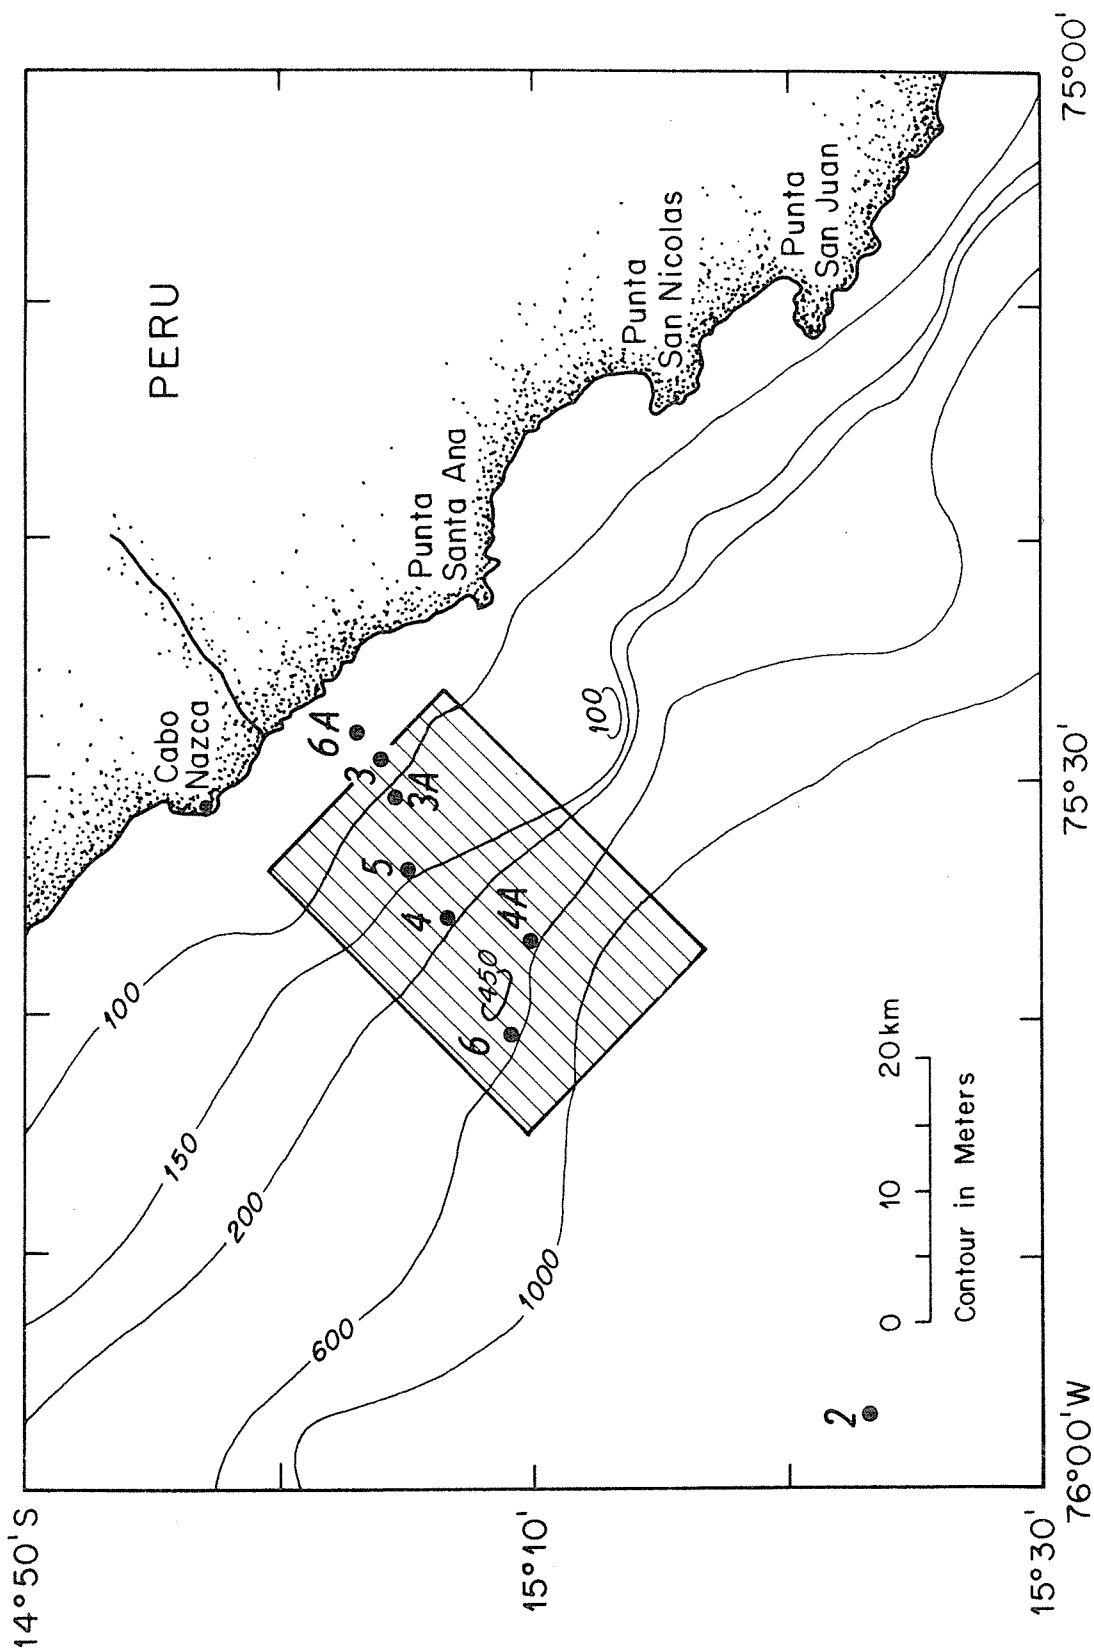 14°50'S
15°10'
15°30'
76°00'W
75°30'
75°00'
PERU
Cabo
Nazca
Punta
Santa Ana
Punta
San Nicolas
Punta
San Juan
100
150
200
600
1000
100
450
6A
3
3A
5
4
4A
6
2
0 10 20 km
Contour in Meters